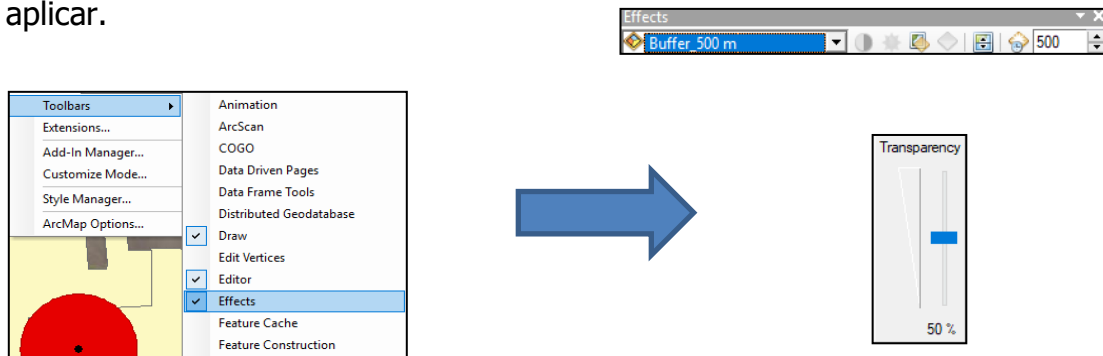 aplicar.
Effects
Buffer_500 m
500
Toolbars
Extensions...
Add-In Manager...
Customize Mode...
Style Manager...
ArcMap Options...
Animation
ArcScan
COGO
Data Driven Pages
Data Frame Tools
Distributed Geodatabase
Draw
Edit Vertices
Editor
Effects
Feature Cache
Feature Construction
Transparency
50 %